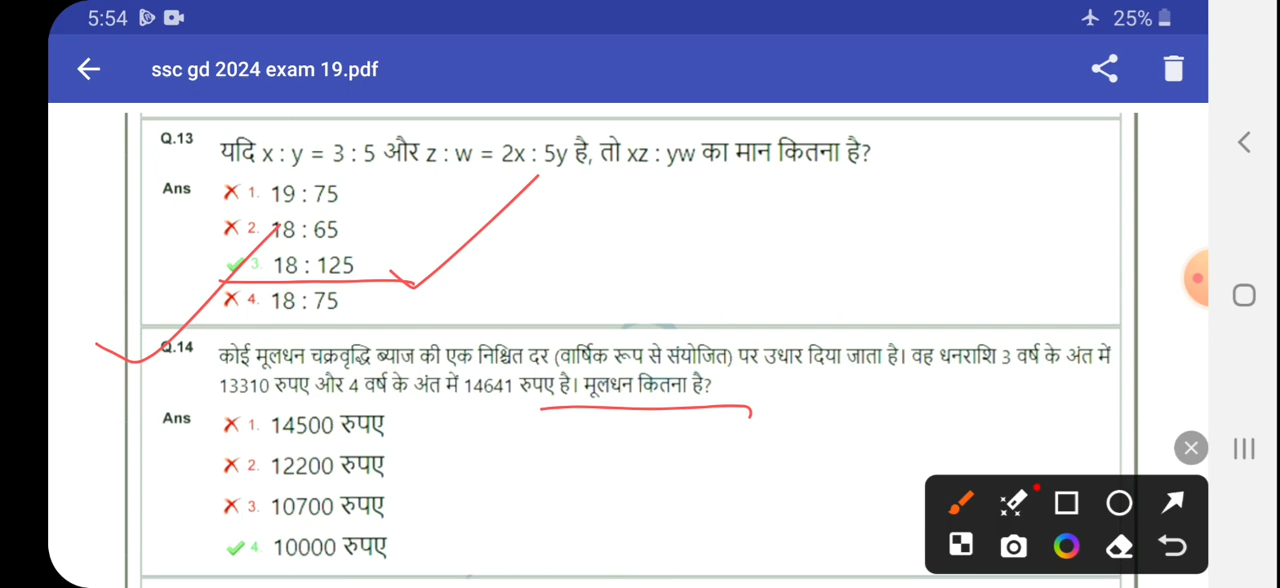 5:54
25%
ssc gd 2024 exam 19.pdf
Q.13
यदि x : y = 3 : 5 और z : w = 2x : 5y है, तो xz : yw का मान कितना है?
Ans
1. 19 : 75
2. 18 : 65
3. 18 : 125
4. 18 : 75
Q.14
कोई मूलधन चक्रवृद्धि ब्याज की एक निश्चित दर (वार्षिक रूप से संयोजित) पर उधार दिया जाता है। वह धनराशि 3 वर्ष के अंत में
13310 रुपए और 4 वर्ष के अंत में 14641 रुपए है। मूलधन कितना है?
Ans
1. 14500 रुपए
2. 12200 रुपए
3. 10700 रुपए
4. 10000 रुपए